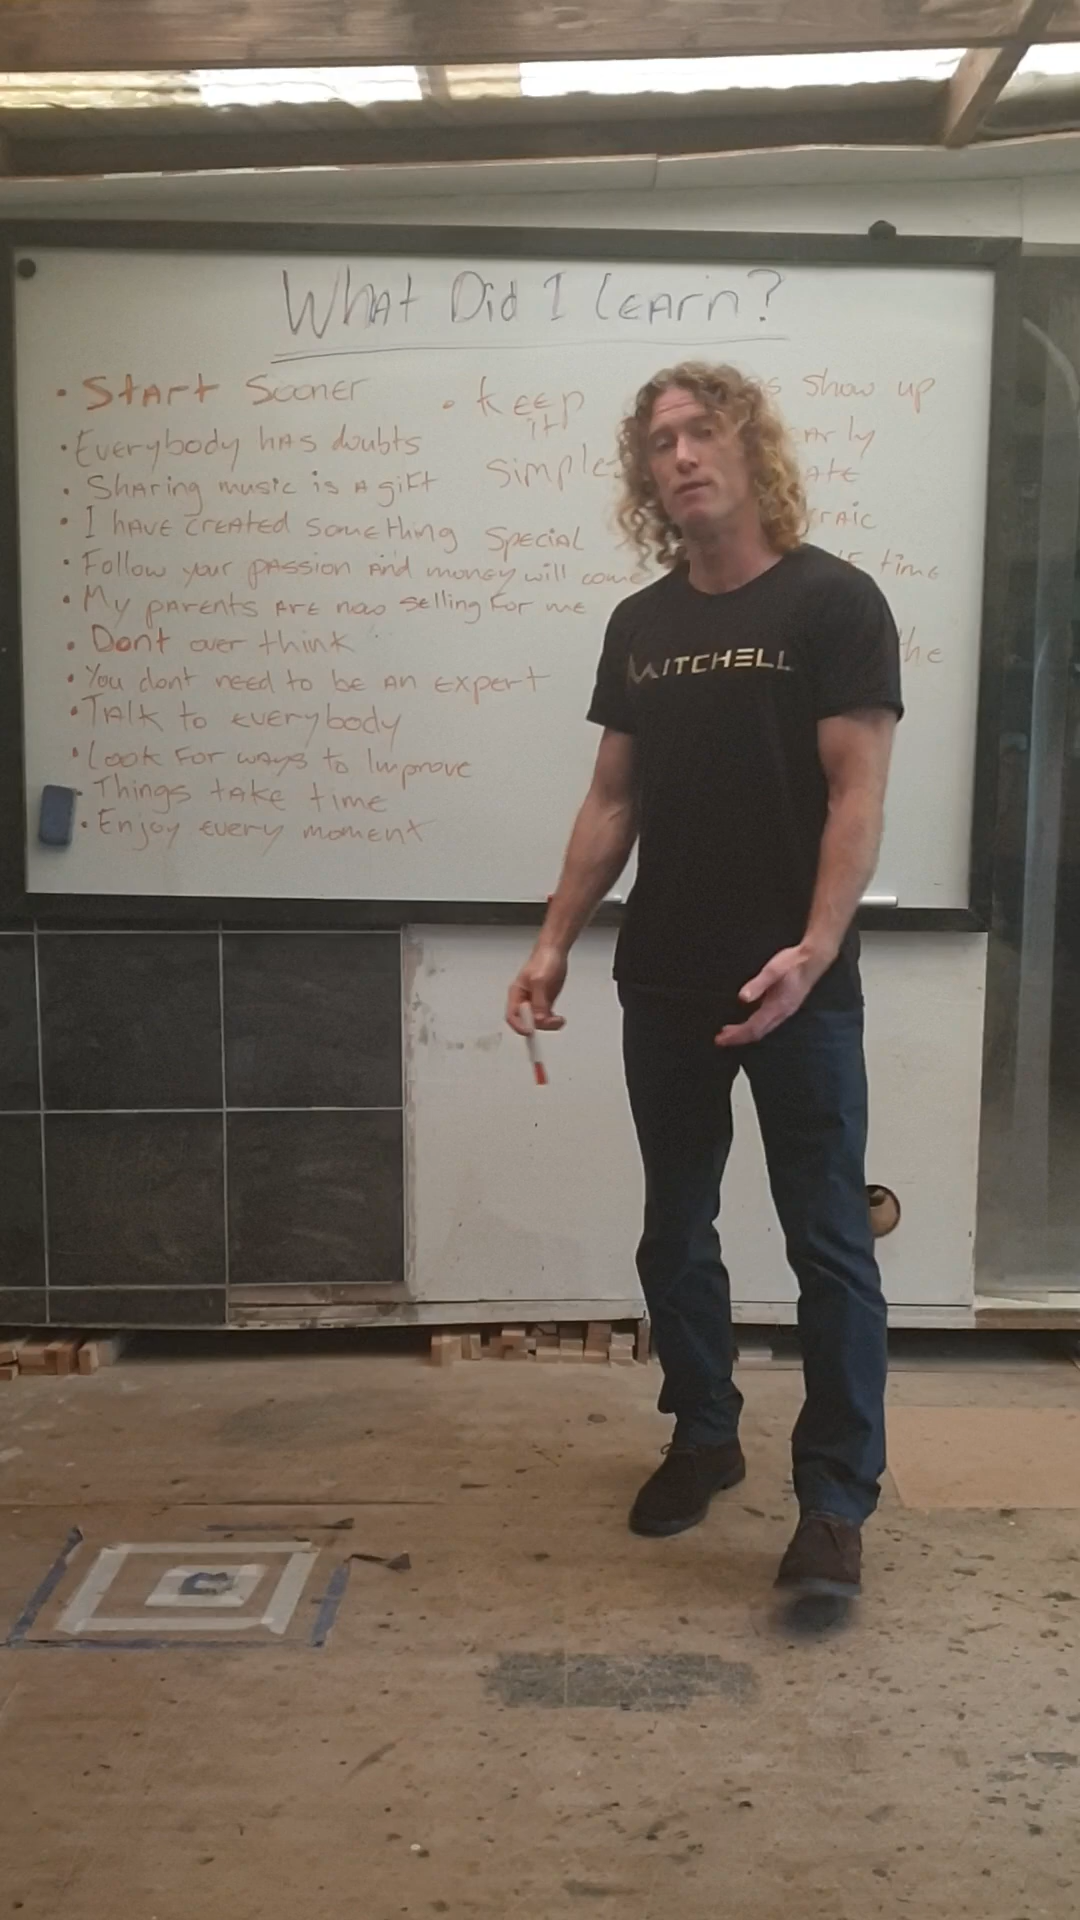 What Did I Learn?
• Start Sooner
• Everybody has doubts
• Sharing music is a gift
• I have created something special
• Follow your passion and money will come
• My parents are now selling for me
• Dont over think
• You dont need to be an expert
• Talk to everybody
• Look for ways to Improve
• Things take time
• Enjoy every moment
• Keep
it
simple
show up
time
the
MITCHELL